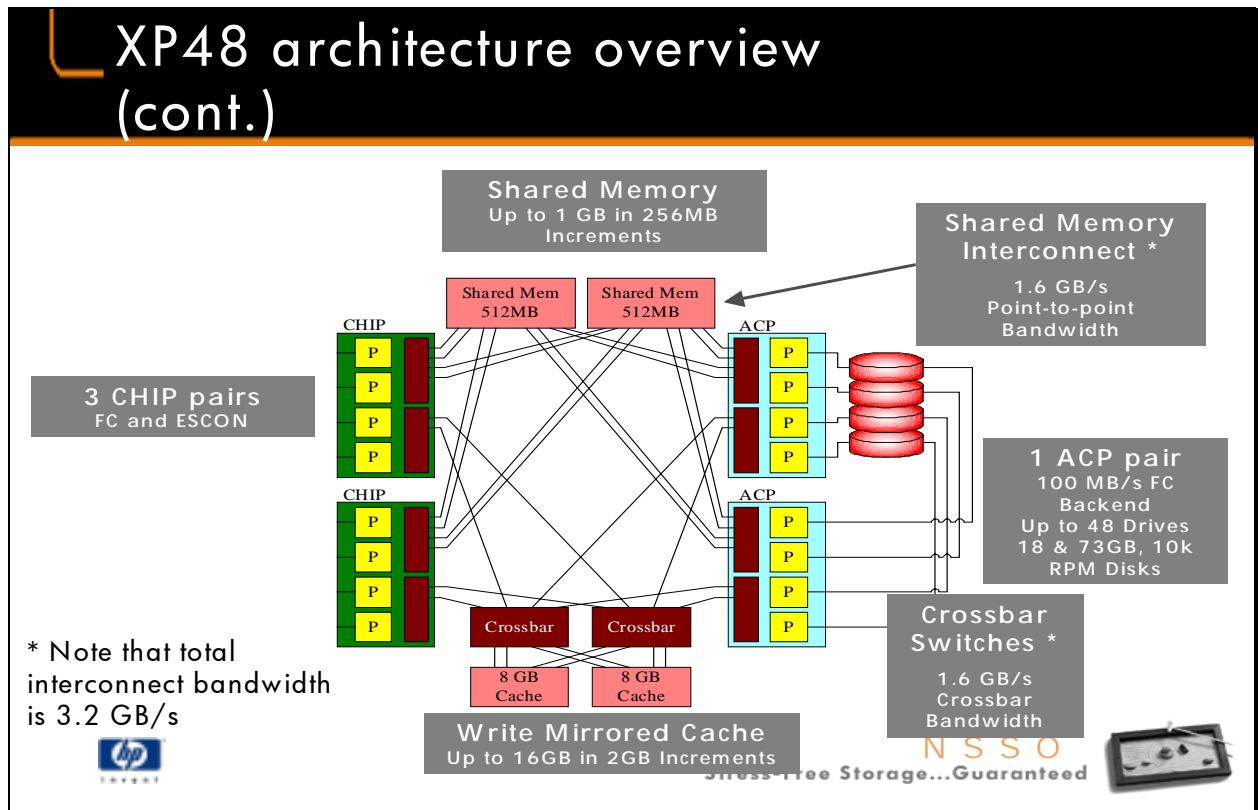 XP48 architecture overview
(cont.)
Shared Memory
Up to 1 GB in 256MB
Increments
Shared Memory
Interconnect *
1.6 GB/s
Point-to-point
Bandwidth
Shared Mem
512MB
Shared Mem
512MB
CHIP
P
P
P
P
ACP
P
P
P
P
3 CHIP pairs
FC and ESCON
1 ACP pair
100 MB/s FC
Backend
Up to 48 Drives
18 & 73GB, 10k
RPM Disks
CHIP
P
P
P
P
ACP
P
P
P
P
Crossbar
Crossbar
8 GB
Cache
8 GB
Cache
Crossbar
Switches *
1.6 GB/s
Crossbar
Bandwidth
* Note that total
interconnect bandwidth
is 3.2 GB/s
Write Mirrored Cache
Up to 16GB in 2GB Increments
hp
invent
NSSO
Stress-Free Storage...Guaranteed